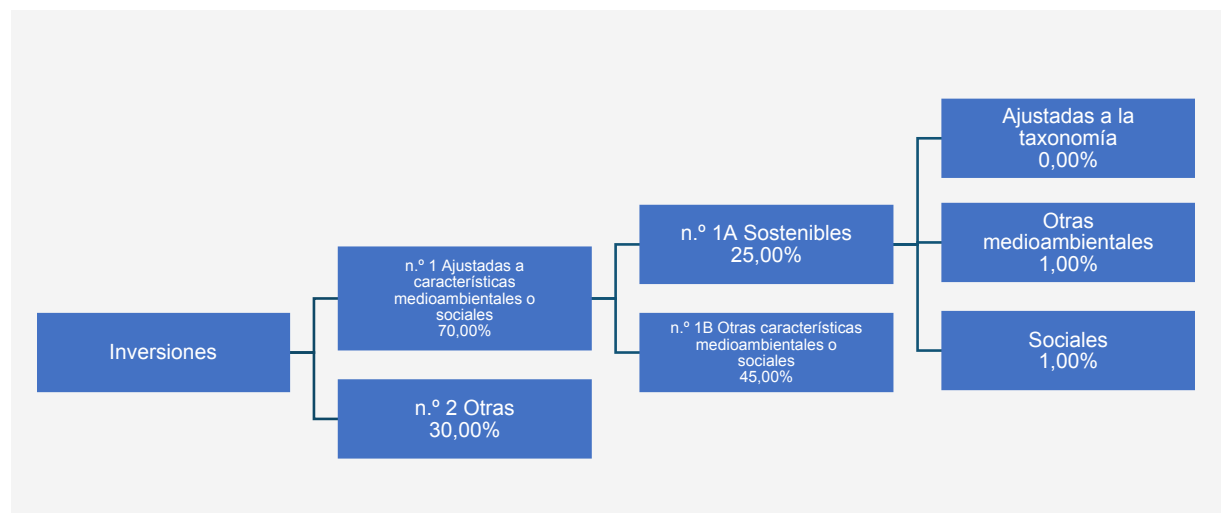 Inversiones
n.º 1 Ajustadas a
características
medioambientales o
sociales
70,00%
n.º 2 Otras
30,00%
n.º 1A Sostenibles
25,00%
n.º 1B Otras características
medioambientales o
sociales
45,00%
Ajustadas a la
taxonomía
0,00%
Otras
medioambientales
1,00%
Sociales
1,00%